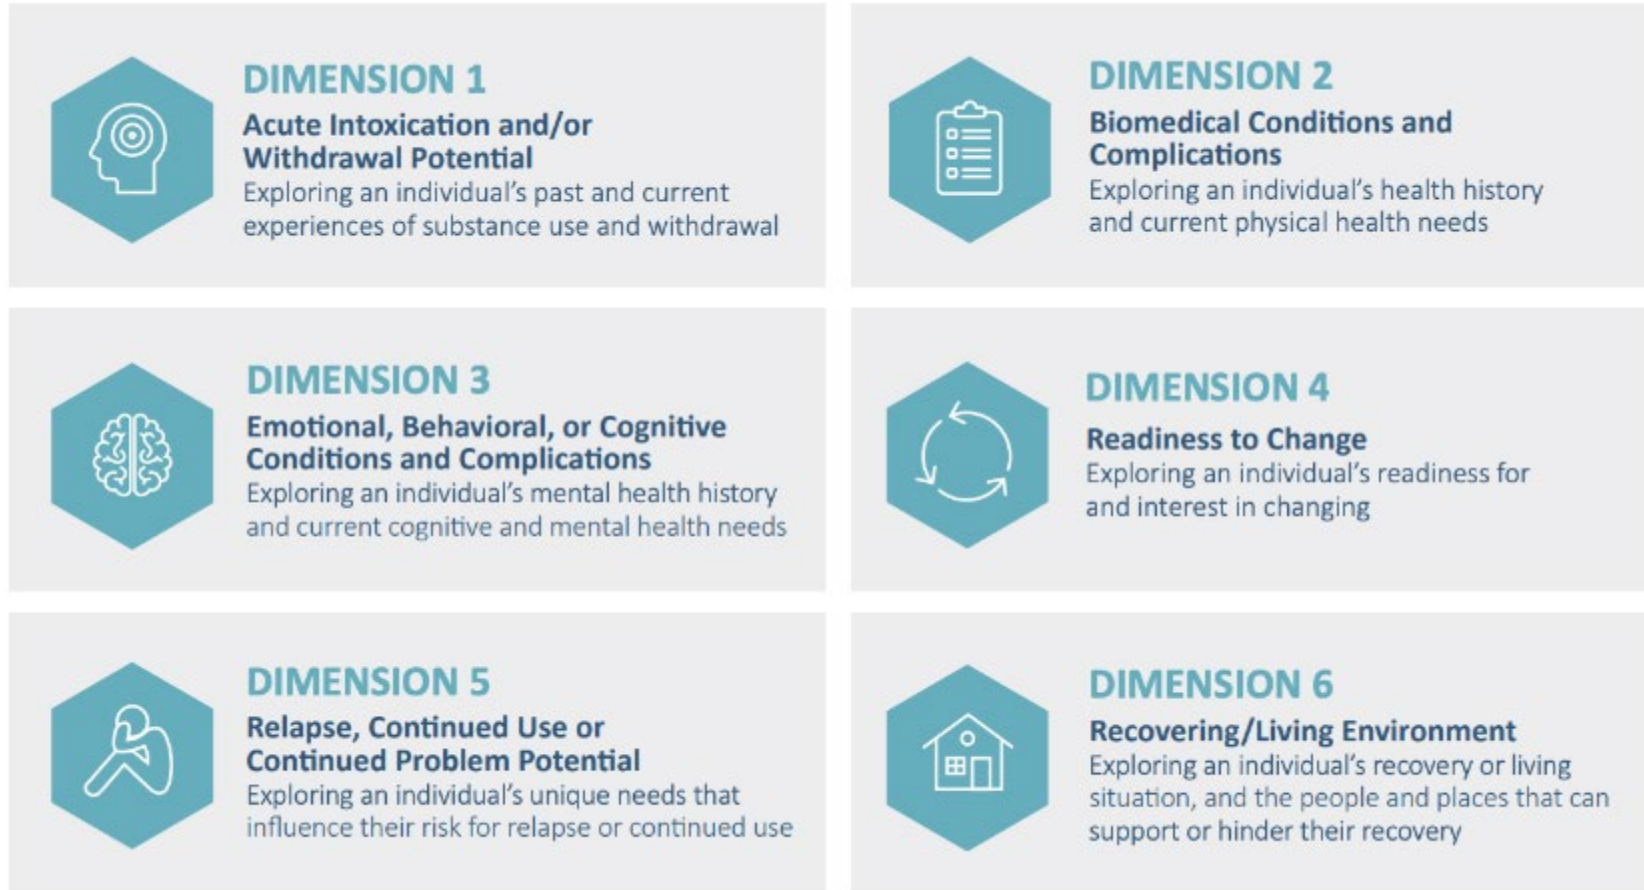 DIMENSION 1
Acute Intoxication and/or
Withdrawal Potential
Exploring an individual's past and current
experiences of substance use and withdrawal
DIMENSION 2
Biomedical Conditions and
Complications
Exploring an individual's health history
and current physical health needs
DIMENSION 3
Emotional, Behavioral, or Cognitive
Conditions and Complications
Exploring an individual's mental health history
and current cognitive and mental health needs
DIMENSION 4
Readiness to Change
Exploring an individual's readiness for
and interest in changing
DIMENSION 5
Relapse, Continued Use or
Continued Problem Potential
Exploring an individual's unique needs that
influence their risk for relapse or continued use
DIMENSION 6
Recovering/Living Environment
Exploring an individual's recovery or living
situation, and the people and places that can
support or hinder their recovery